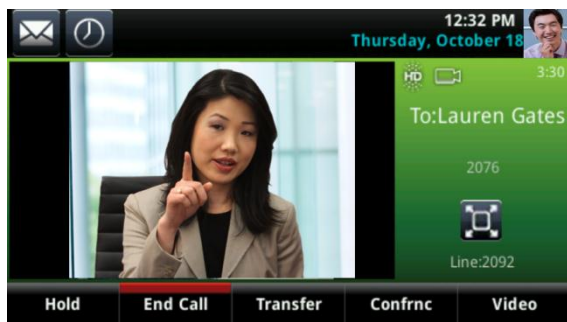 12:32 PM
Thursday, October 18
HD
3:30
To:Lauren Gates
2076
Line:2092
Hold
End Call
Transfer
Confrnc
Video